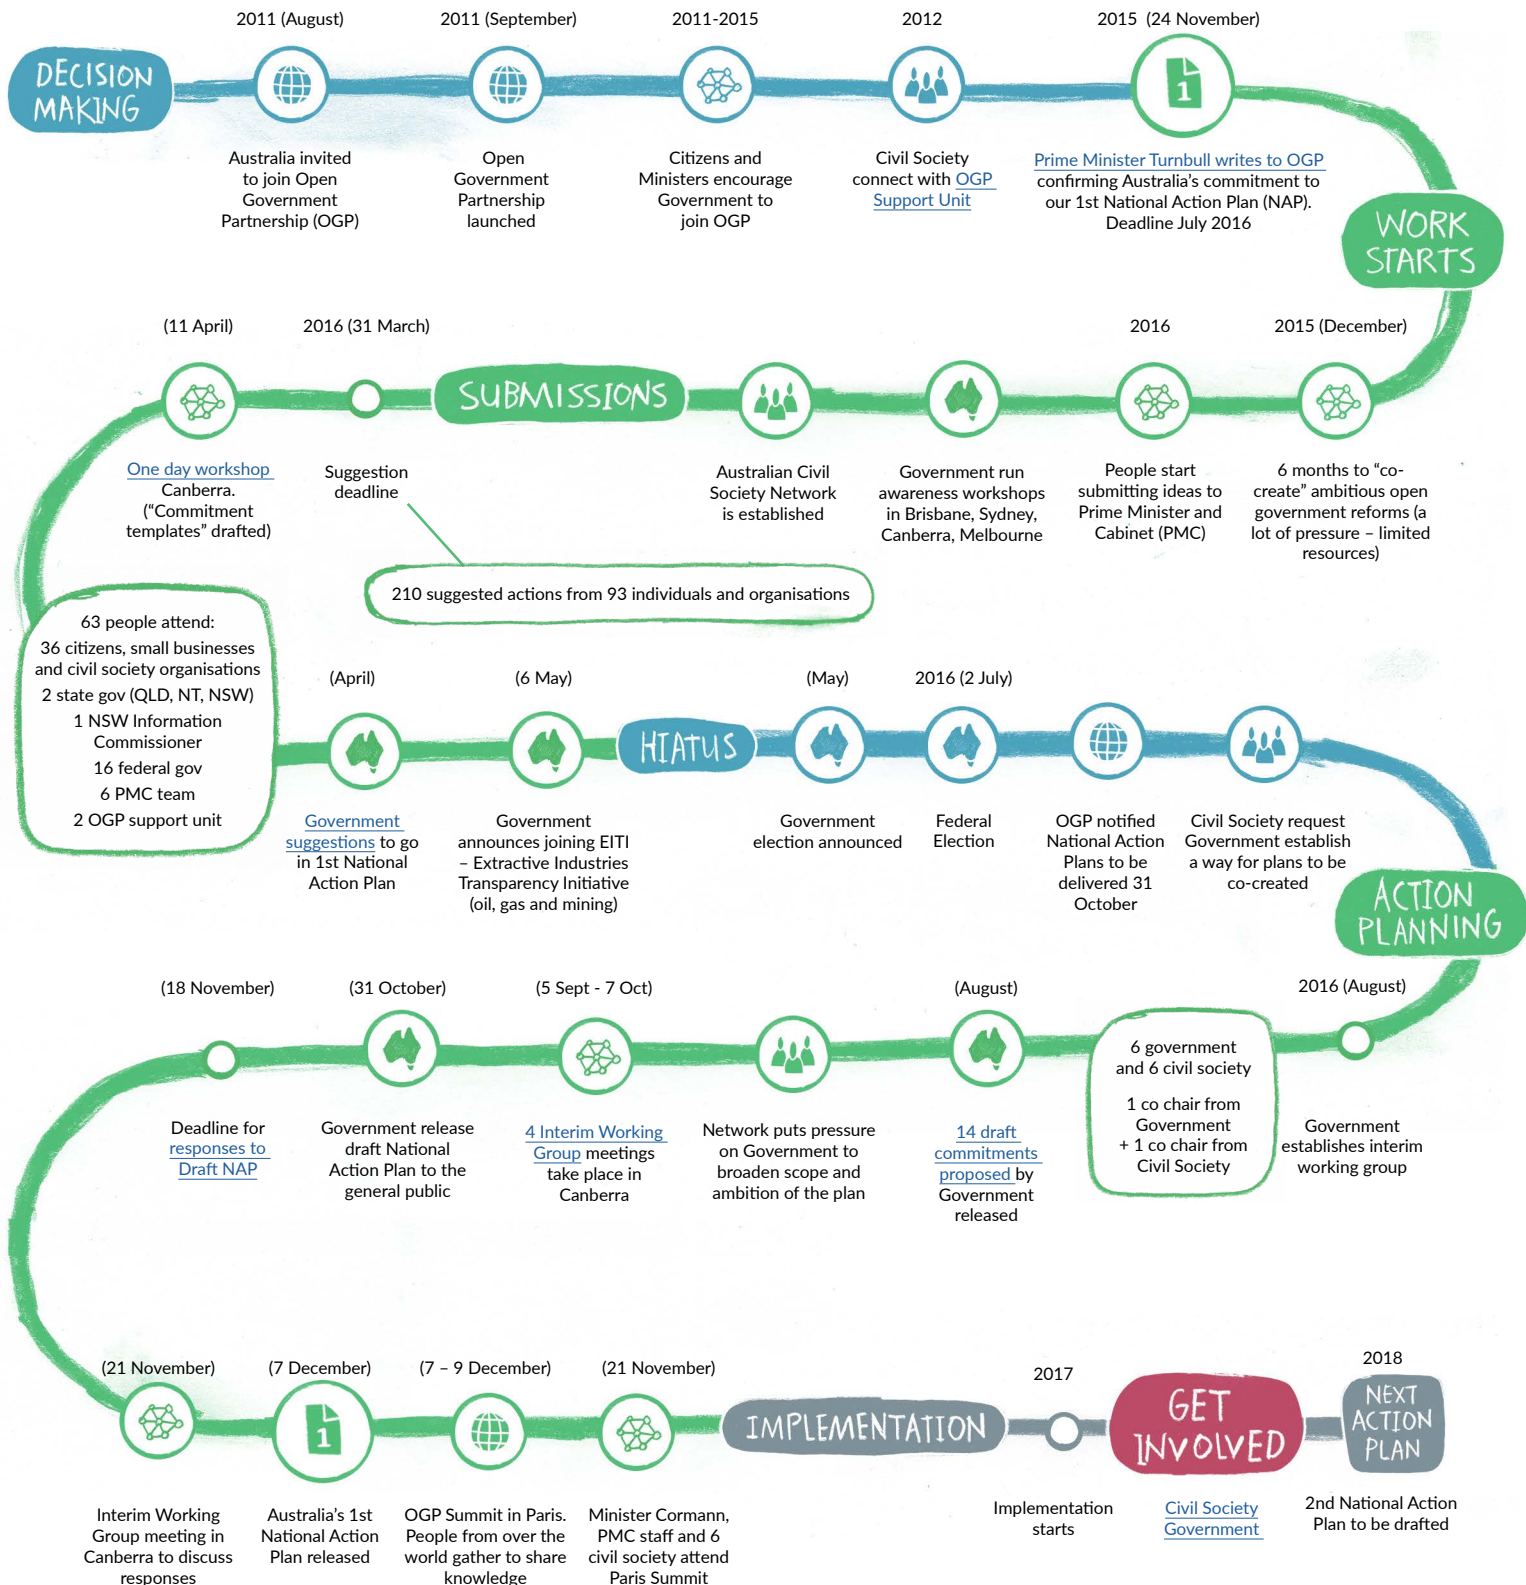 2011 (August)
2011 (September)
2011-2015
2012
2015 (24 November)
DECISION
MAKING
1
Australia invited
to join Open
Government
Partnership (OGP)
Open
Government
Partnership
launched
Citizens and
Ministers encourage
Government to
join OGP
Civil Society
connect with OGP
Support Unit
Prime Minister Turnbull writes to OGP
confirming Australia's commitment to
our 1st National Action Plan (NAP).
Deadline July 2016
WORK
STARTS
2015 (December)
6 months to “co-
create” ambitious open
government reforms (a
lot of pressure – limited
resources)
2016
People start
submitting ideas to
Prime Minister and
Cabinet (PMC)
Government run
awareness workshops
in Brisbane, Sydney,
Canberra, Melbourne
Australian Civil
Society Network
is established
SUBMISSIONS
2016 (31 March)
Suggestion
deadline
210 suggested actions from 93 individuals and organisations
(11 April)
One day workshop
Canberra.
(“Commitment
templates” drafted)
63 people attend:
36 citizens, small businesses
and civil society organisations
2 state gov (QLD, NT, NSW)
1 NSW Information
Commissioner
16 federal gov
6 PMC team
2 OGP support unit
(April)
Government
suggestions to go
in 1st National
Action Plan
(6 May)
Government
announces joining EITI
– Extractive Industries
Transparency Initiative
(oil, gas and mining)
HIATUS
(May)
Government
election announced
2016 (2 July)
Federal
Election
OGP notified
National Action
Plans to be
delivered 31
October
Civil Society request
Government establish
a way for plans to be
co-created
ACTION
PLANNING
2016 (August)
Government
establishes interim
working group
6 government
and 6 civil society
1 co chair from
Government
+ 1 co chair from
Civil Society
(August)
14 draft
commitments
proposed by
Government
released
Network puts pressure
on Government to
broaden scope and
ambition of the plan
(5 Sept - 7 Oct)
4 Interim Working
Group meetings
take place in
Canberra
(31 October)
Government release
draft National
Action Plan to the
general public
(18 November)
Deadline for
responses to
Draft NAP
(21 November)
Interim Working
Group meeting in
Canberra to discuss
responses
(7 December)
1
Australia's 1st
National Action
Plan released
(7 – 9 December)
OGP Summit in Paris.
People from over the
world gather to share
knowledge
(21 November)
Minister Cormann,
PMC staff and 6
civil society attend
Paris Summit
IMPLEMENTATION
2017
Implementation
starts
GET
INVOLVED
Civil Society
Government
2018
NEXT
ACTION
PLAN
2nd National Action
Plan to be drafted